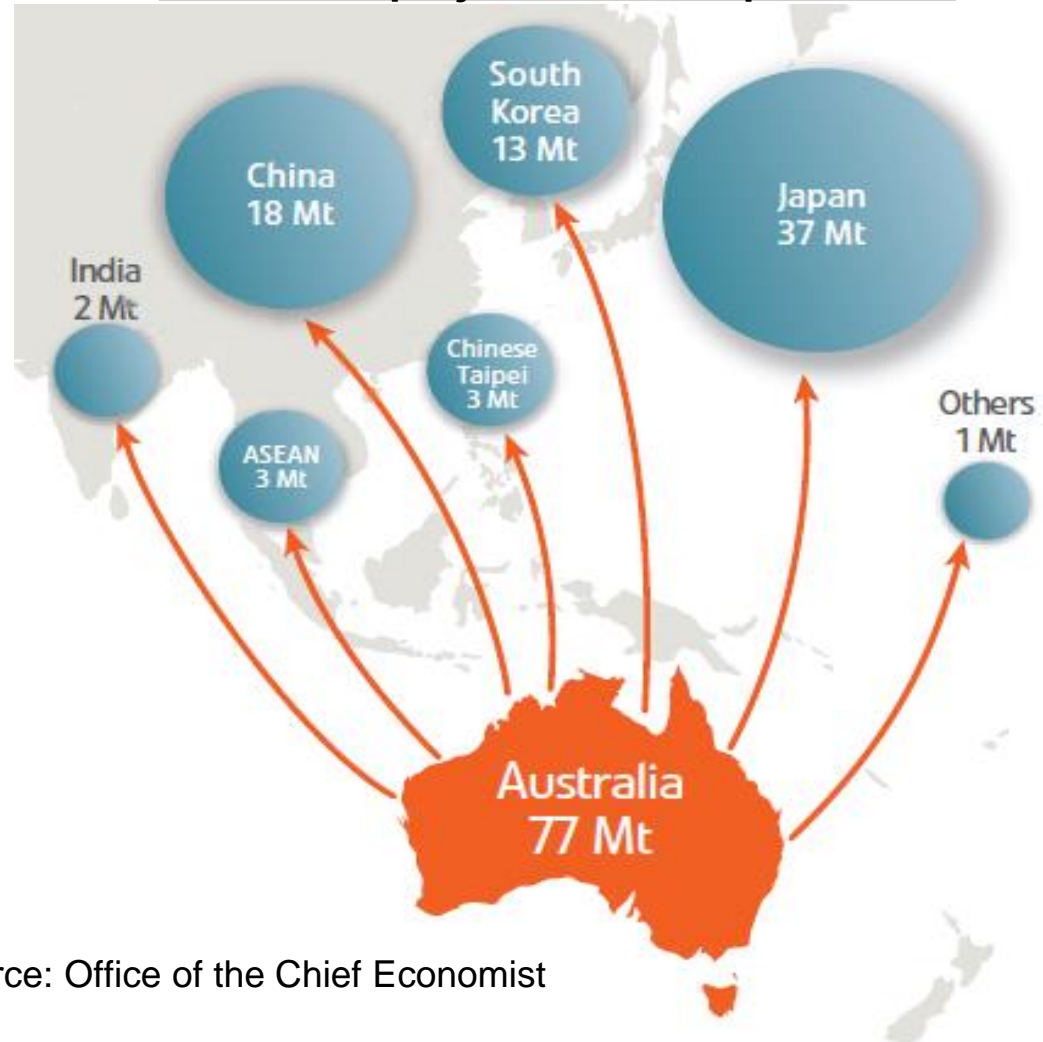 South
Korea
13 Mt
China
18 Mt
Japan
37 Mt
India
2 Mt
Chinese
Taipei
3 Mt
Others
1 Mt
ASEAN
3 Mt
Australia
77 Mt
rce: Office of the Chief Economist